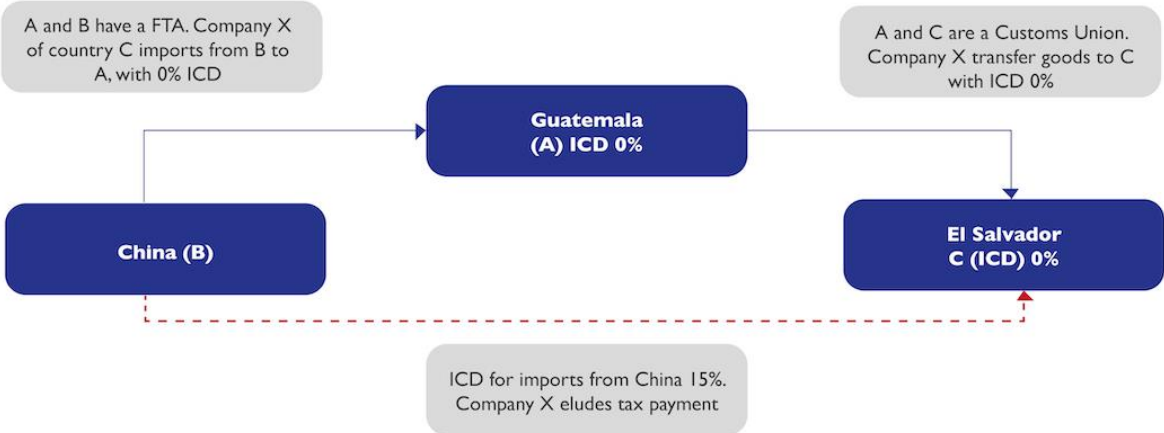 A and B have a FTA. Company X
of country C imports from B to
A, with 0% ICD
A and C are a Customs Union.
Company X transfer goods to C
with ICD 0%
Guatemala
(A) ICD 0%
China (B)
El Salvador
C (ICD) 0%
ICD for imports from China 15%.
Company X eludes tax payment